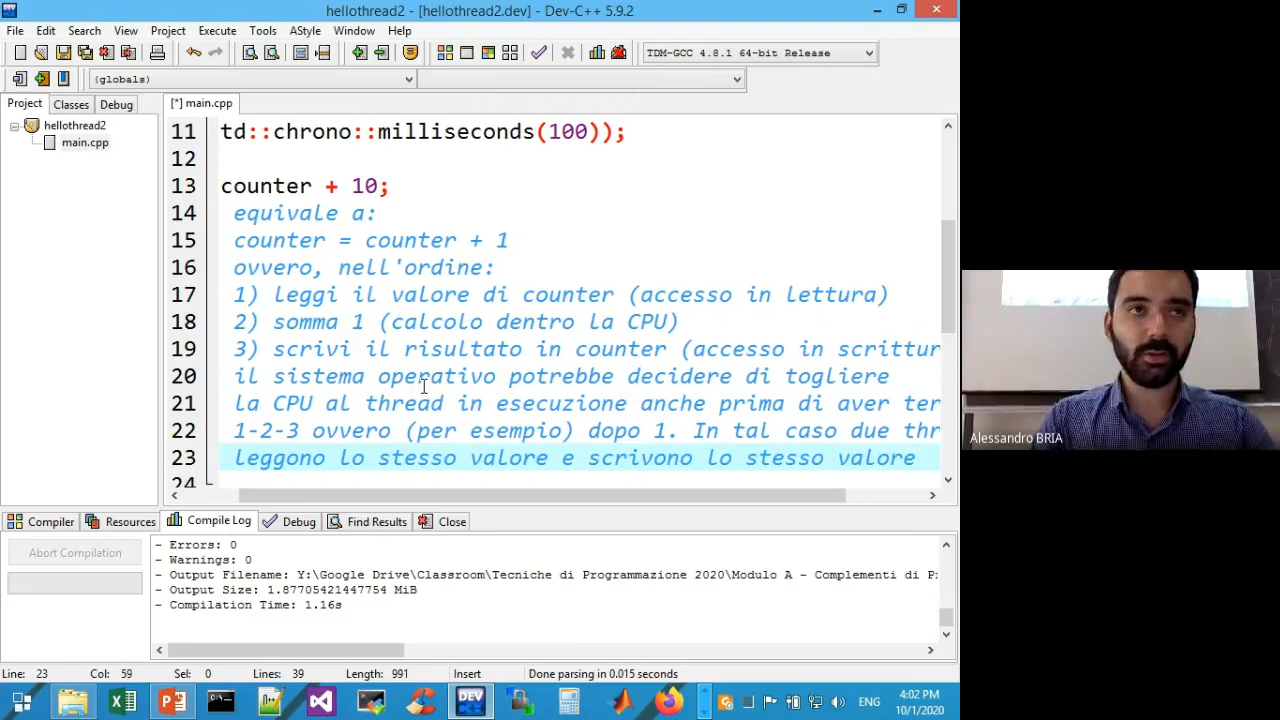 hellothread2 - [hellothread2.dev] - Dev-C++ 5.9.2
File Edit Search View Project Execute Tools AStyle Window Help
TDM-GCC 4.8.1 64-bit Release
(globals)
Project Classes Debug
[*] main.cpp
hellothread2
main.cpp
11 td::chrono::milliseconds(100));
12
13 counter + 10;
14 equivale a:
15 counter = counter + 1
16 ovvero, nell'ordine:
17 1) leggi il valore di counter (accesso in lettura)
18 2) somma 1 (calcolo dentro la CPU)
19 3) scrivi il risultato in counter (accesso in scrittur
20 il sistema operativo potrebbe decidere di togliere
21 la CPU al thread in esecuzione anche prima di aver ter
22 1-2-3 ovvero (per esempio) dopo 1. In tal caso due thr
23 leggono lo stesso valore e scrivono lo stesso valore
24
Alessandro BRIA
Compiler Resources Compile Log Debug Find Results Close
Abort Compilation
- Errors: 0
- Warnings: 0
- Output Filename: Y:\Google Drive\Classroom\Tecniche di Programmazione 2020\Modulo A - Complementi di P
- Output Size: 1.87705421447754 MiB
- Compilation Time: 1.16s
Line: 23 Col: 59 Sel: 0 Lines: 39 Length: 991 Insert Done parsing in 0.015 seconds
DEV
ENG
4:02 PM
10/1/2020